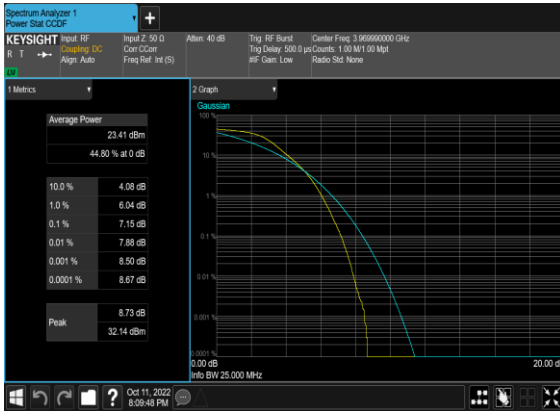 Spectrum Analyzer 1
Power Stat CCDF
+
KEYSIGHT
R T
LXI
Input: RF
Coupling: DC
Align: Auto
Input Z: 50 Ω
Corr CCorr
Freq Ref: Int (S)
Atten: 40 dB
Trig: RF Burst
Trig Delay: 500.0 µs
#IF Gain: Low
Center Freq: 3.969990000 GHz
Counts: 1.00 M/1.00 Mpt
Radio Std: None
1 Metrics
Average Power
23.41 dBm
44.80 % at 0 dB
10.0 % 4.08 dB
1.0 % 6.04 dB
0.1 % 7.15 dB
0.01 % 7.88 dB
0.001 % 8.50 dB
0.0001 % 8.67 dB
Peak
8.73 dB
32.14 dBm
2 Graph
Gaussian
100 %
10 %
1 %
0.1 %
0.01 %
0.001 %
0.0001 %
0.00 dB
20.00 d
Info BW 25.000 MHz
?
Oct 11, 2022
8:09:48 PM